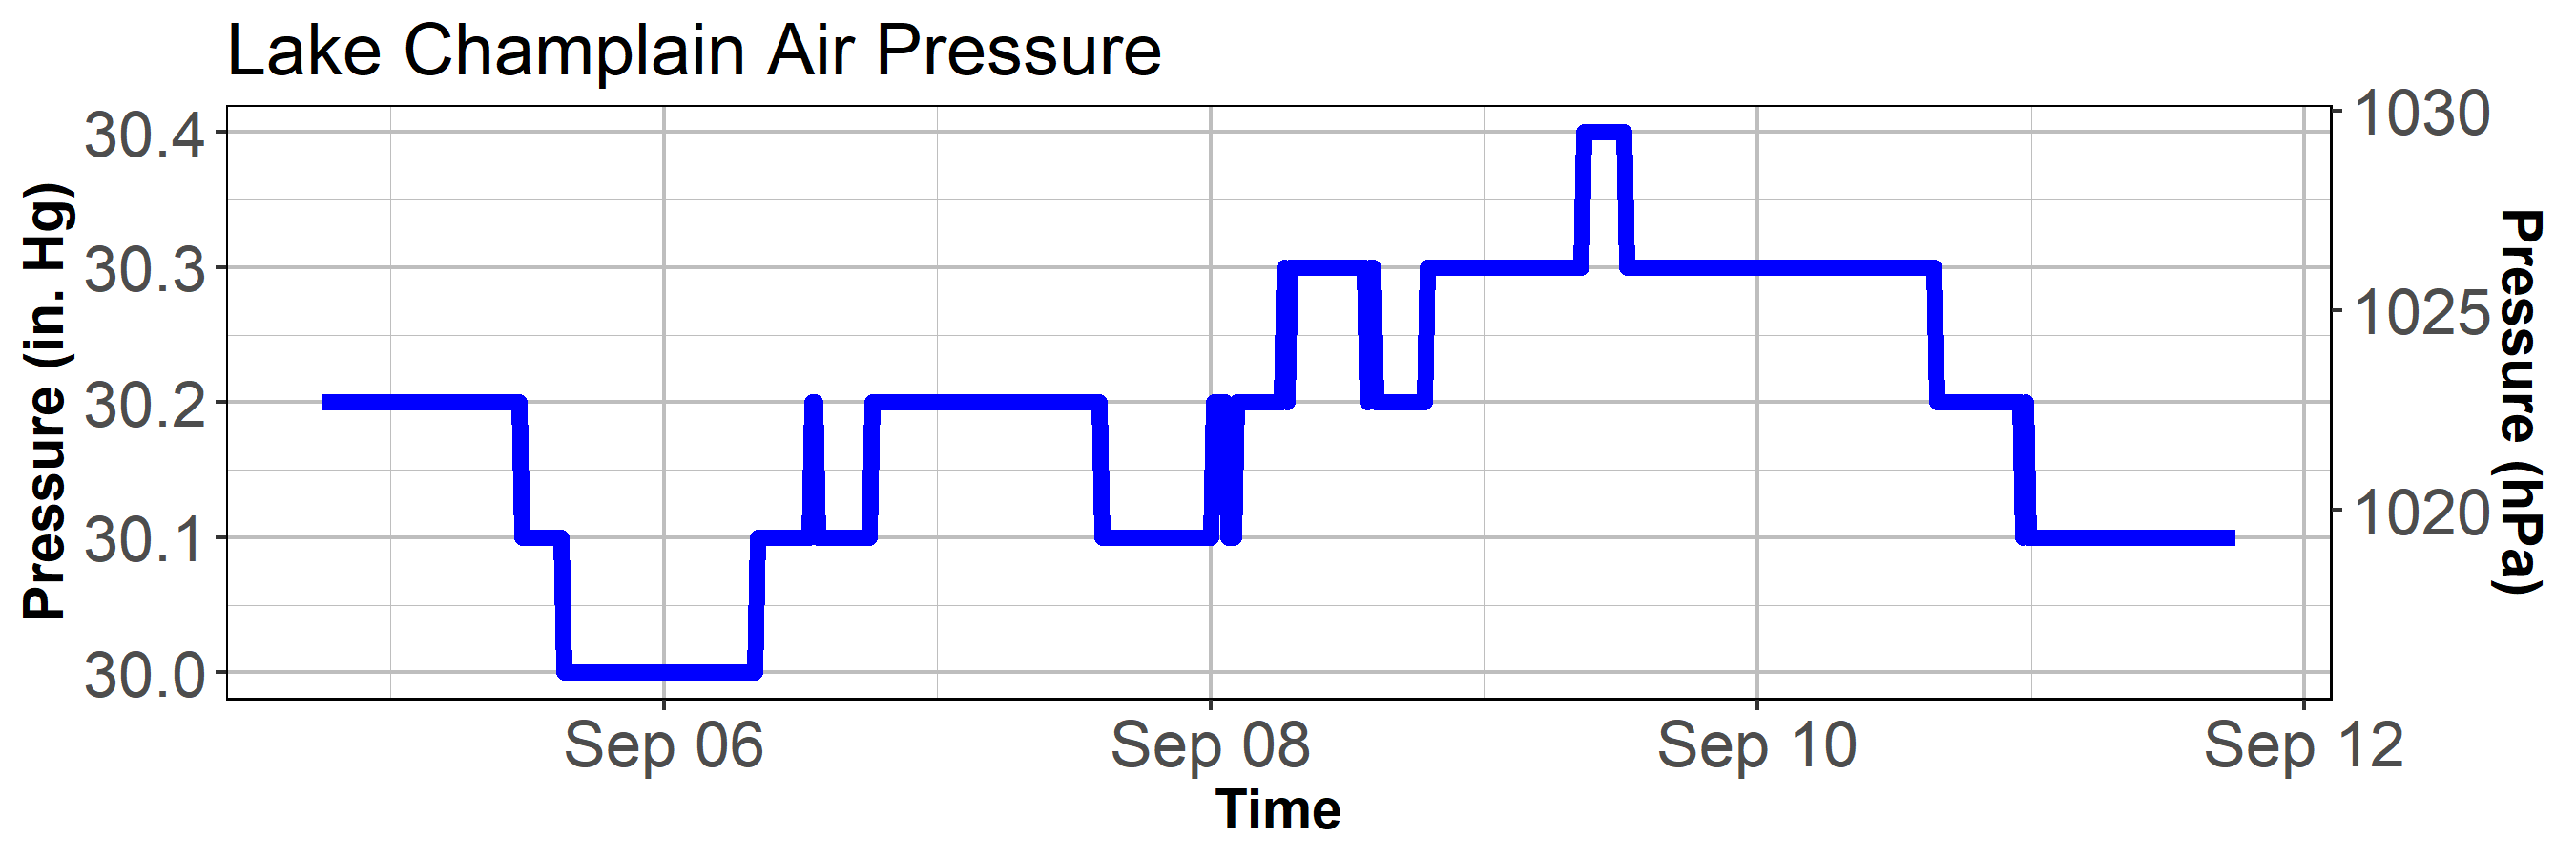 Lake Champlain Air Pressure
Pressure (in. Hg)
30.4
30.3
30.2
30.1
30.0
1030
1025
1020
Pressure (hPa)
Sep 06
Sep 08
Sep 10
Sep 12
Time